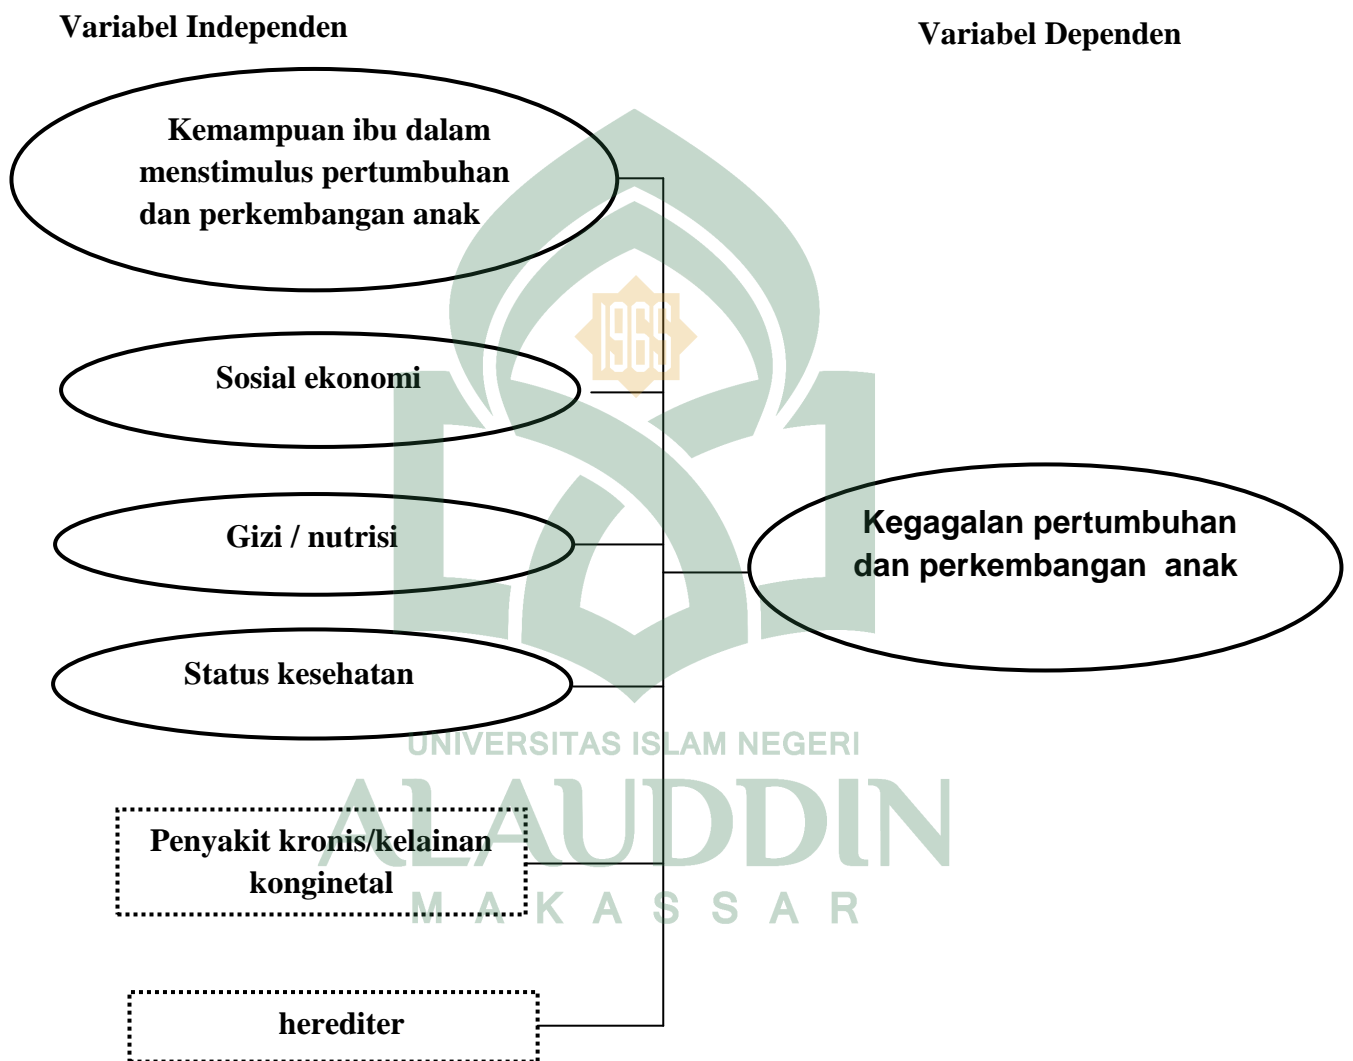 Variabel Independen
Variabel Dependen
Kemampuan ibu dalam
menstimulus pertumbuhan
dan perkembangan anak
1965
Sosial ekonomi
Gizi / nutrisi
Kegagalan pertumbuhan
dan perkembangan anak
Status kesehatan
UNIVERSITAS ISLAM NEGERI
ALAUDDIN
MAKASSAR
Penyakit kronis/kelainan
konginetal
herediter